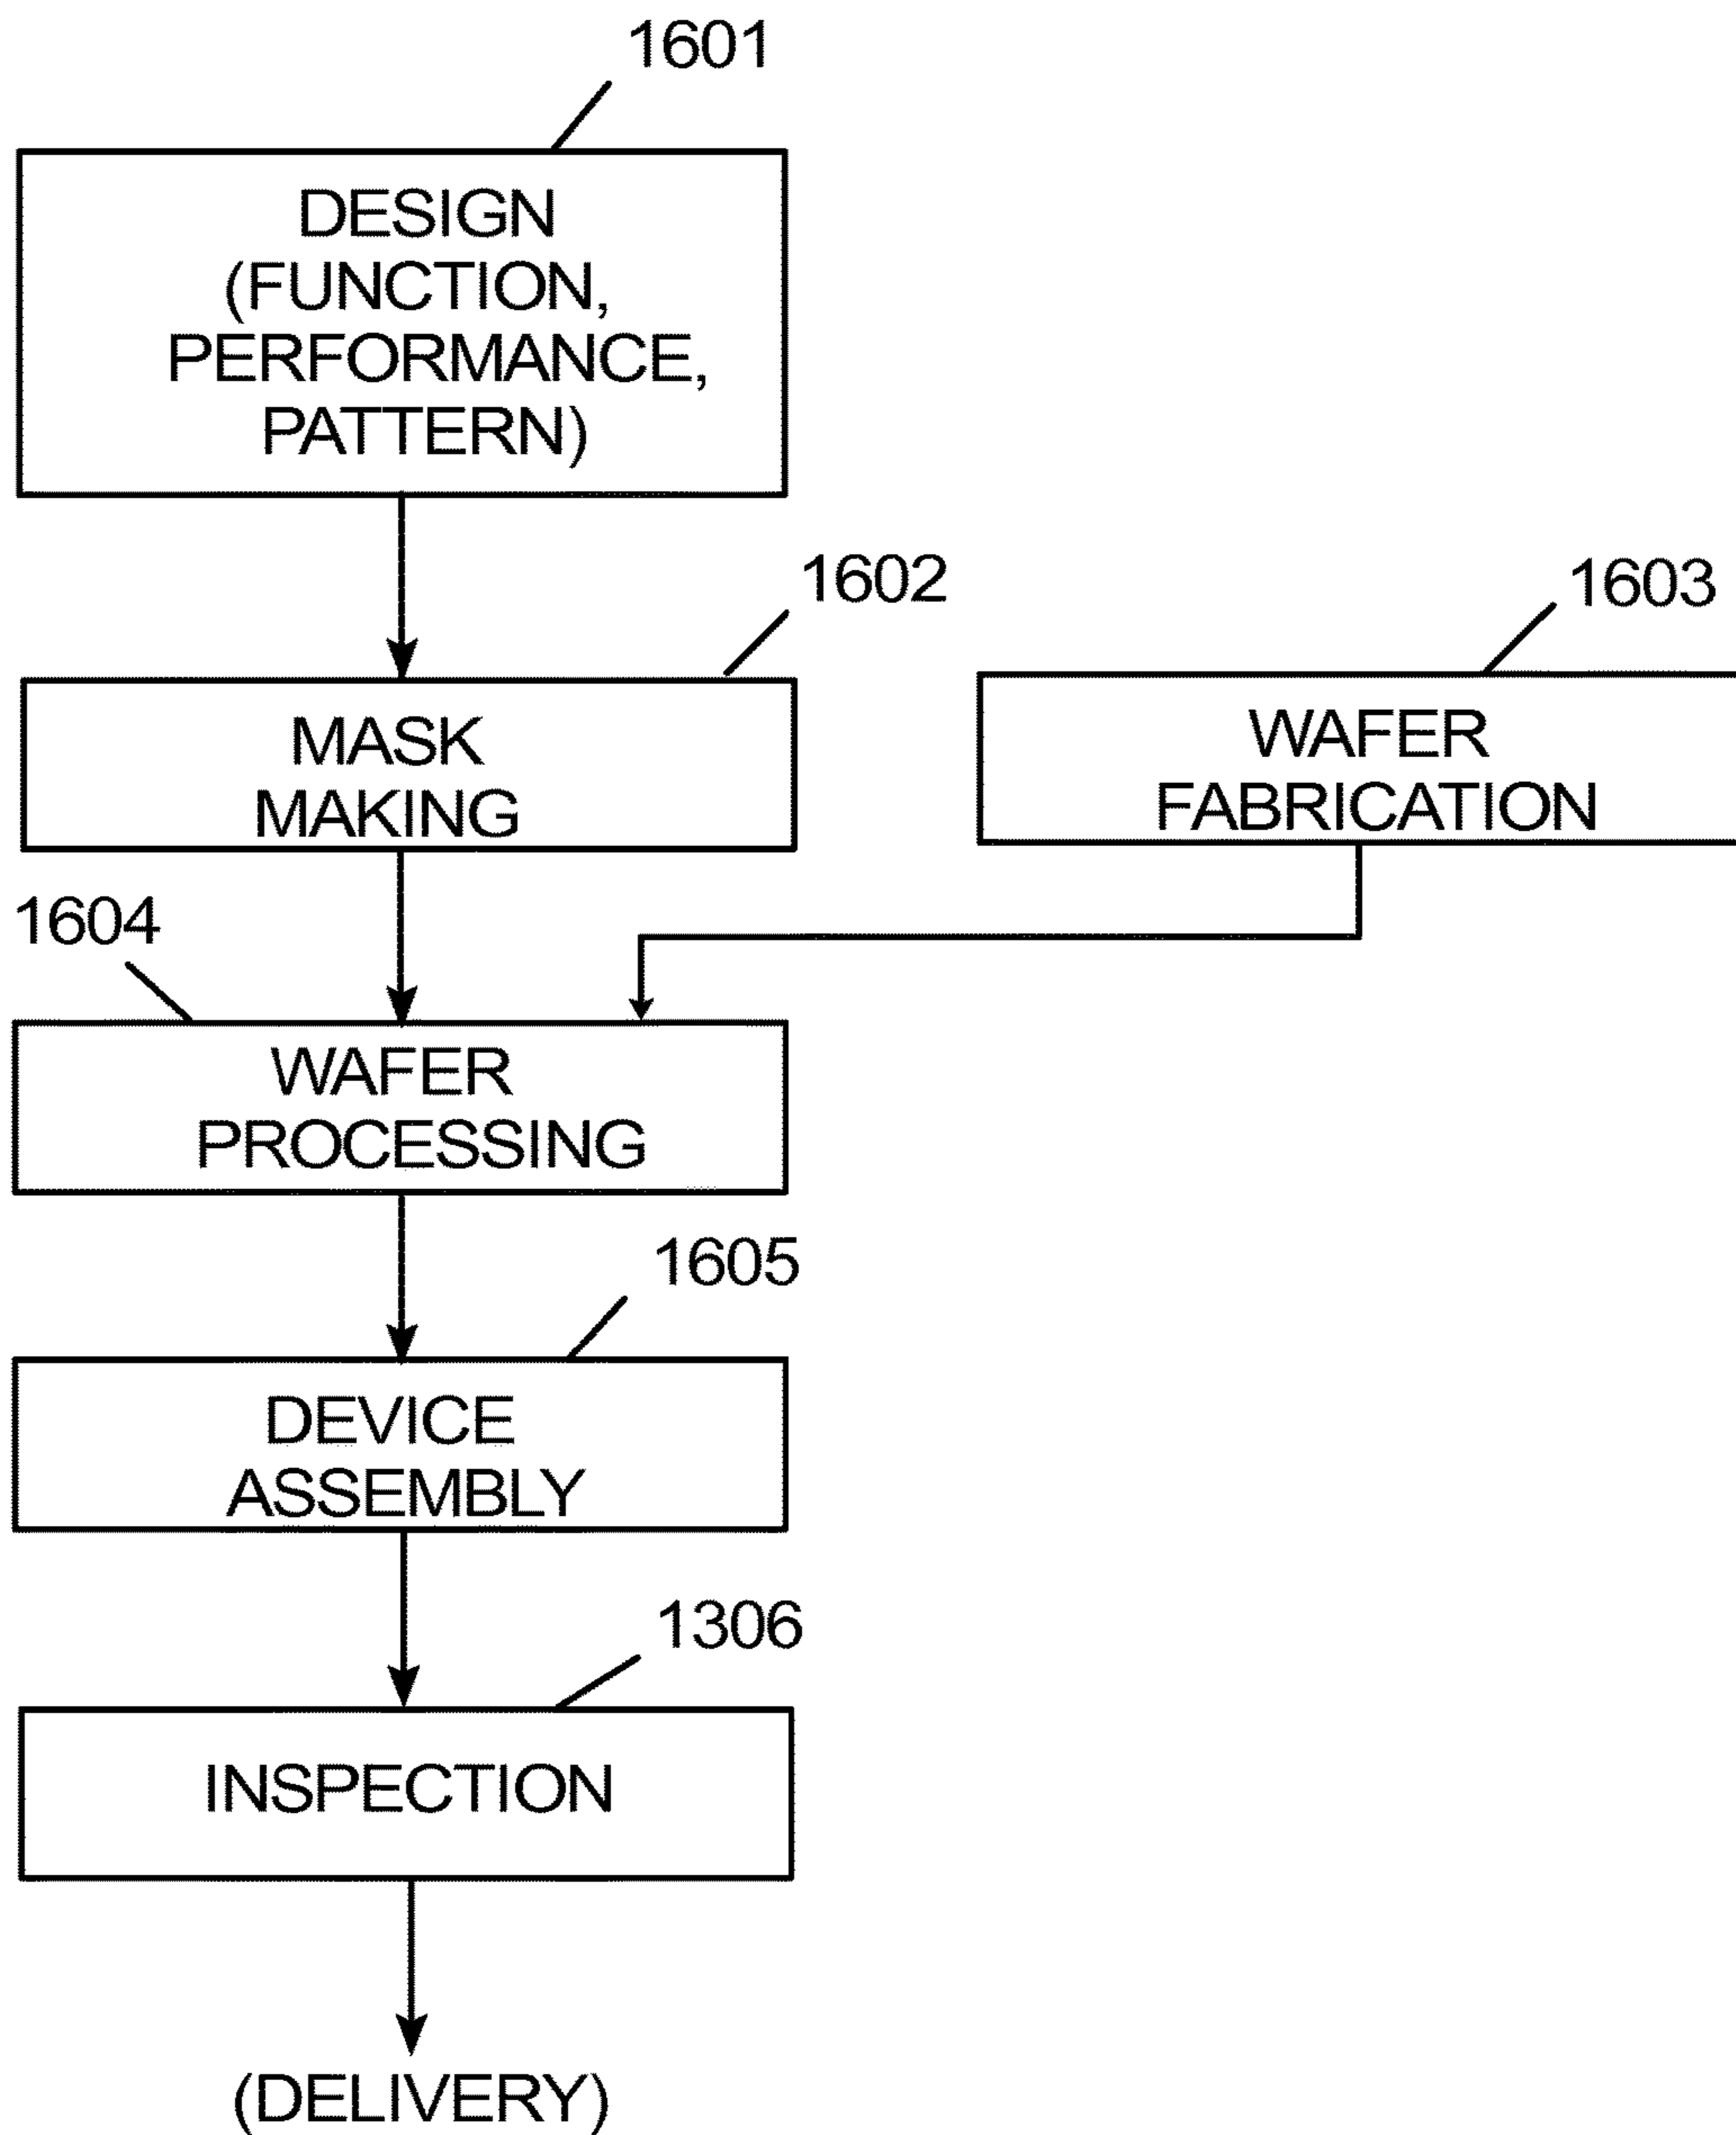 1601
DESIGN
(FUNCTION,
PERFORMANCE,
PATTERN)
1602
MASK
MAKING
1603
WAFER
FABRICATION
1604
WAFER
PROCESSING
1605
DEVICE
ASSEMBLY
1306
INSPECTION
(DELIVERY)